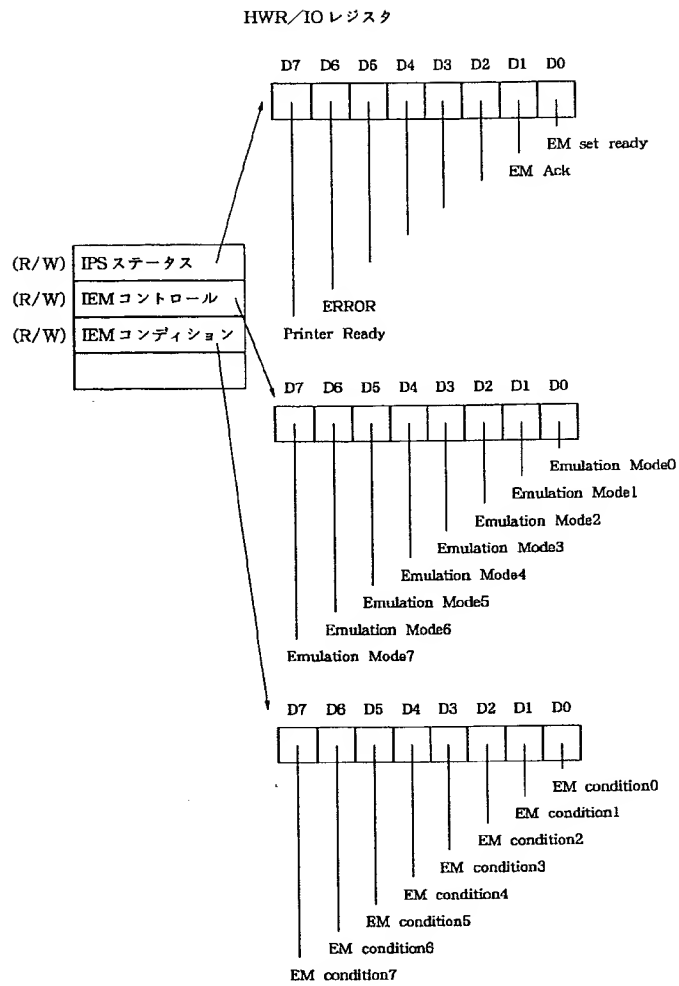 HWR/IOレジスタ
D7 D6 D5 D4 D3 D2 D1 D0
EM set ready
EM Ack
ERROR
Printer Ready
(R/W) IPSステータス
(R/W) IEMコントロール
(R/W) IEMコンディション
D7 D6 D5 D4 D3 D2 D1 D0
Emulation Mode0
Emulation Mode1
Emulation Mode2
Emulation Mode3
Emulation Mode4
Emulation Mode5
Emulation Mode6
Emulation Mode7
D7 D6 D5 D4 D3 D2 D1 D0
EM condition0
EM condition1
EM condition2
EM condition3
EM condition4
EM condition5
EM condition6
EM condition7